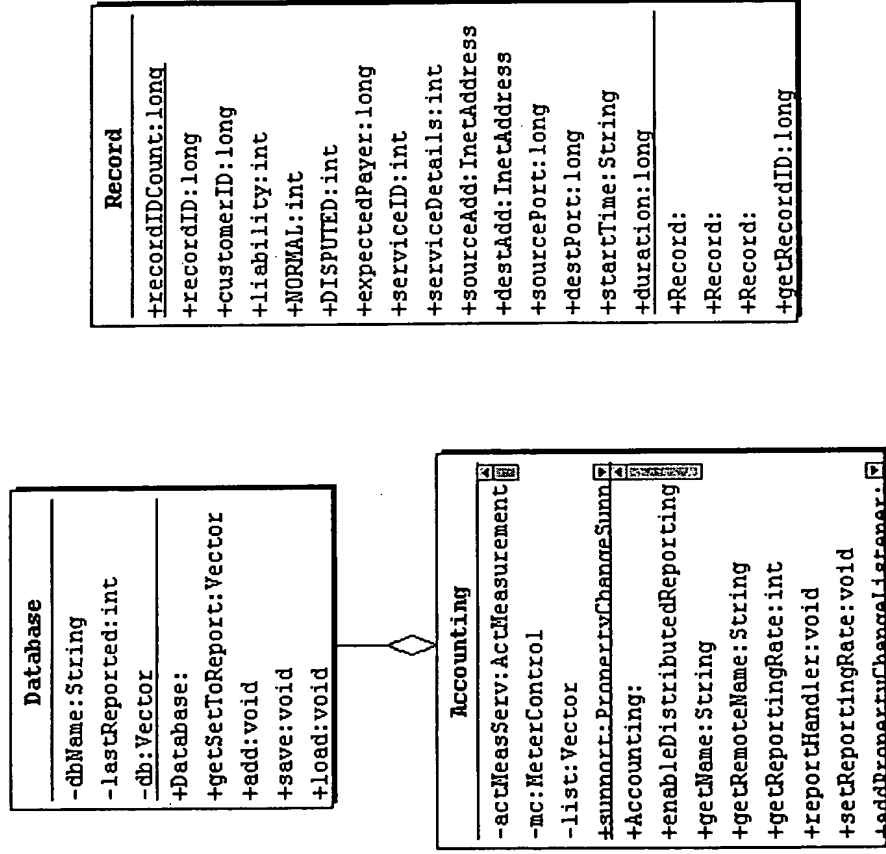 Database
-dbName:String
-lastReported:int
-db:Vector
+Database:
+getSetToReport:Vector
+add:void
+save:void
+load:void
Accounting
-actMeasServ:ActMeasurement
-mc:MeterControl
-list:Vector
+support:PropertyChangeSupp
+Accounting:
+enableDistributedReporting
+getName:String
+getRemoteName:String
+getReportingRate:int
+reportHandler:void
+setReportingRate:void
+addPropertyChangeListener:
Record
+recordIDCount:long
+recordID:long
+customerID:long
+liability:int
+NORMAL:int
+DISPUTED:int
+expectedPayer:long
+serviceID:int
+serviceDetails:int
+sourceAdd:InetAddress
+destAdd:InetAddress
+sourcePort:long
+destPort:long
+startTime:String
+duration:long
+Record:
+Record:
+Record:
+getRecordID:long